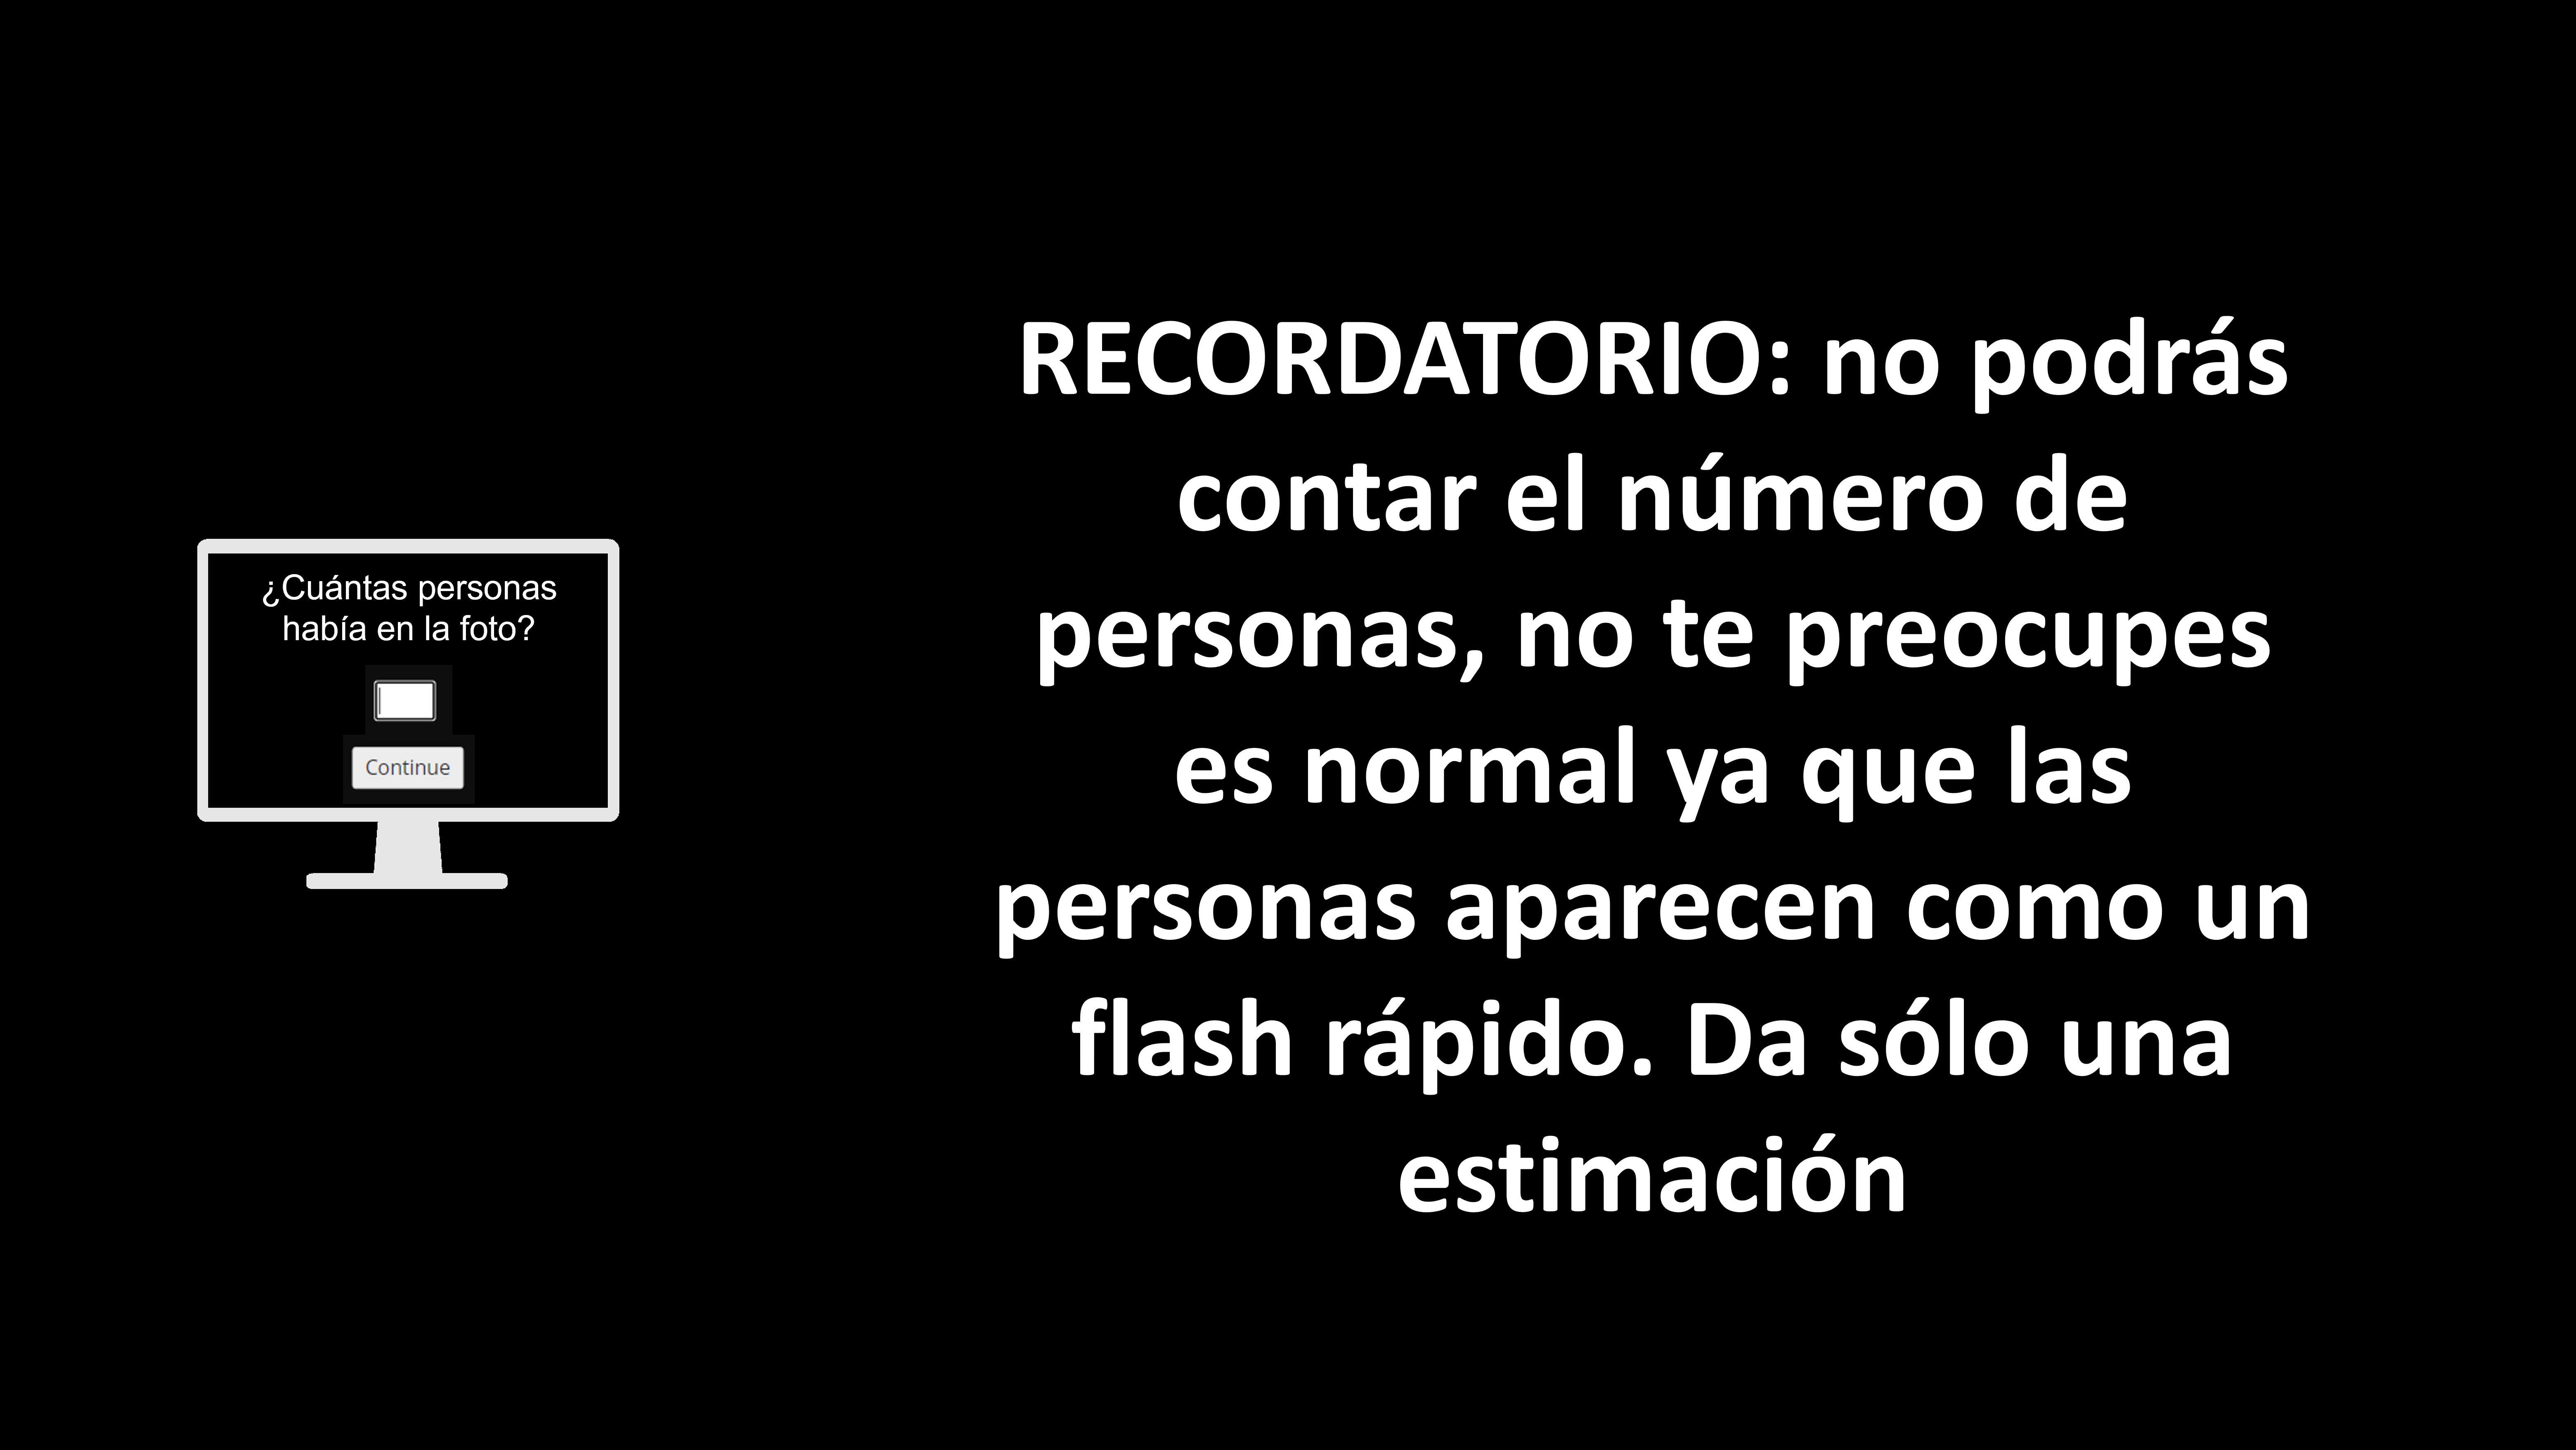 ¿Cuántas personas
había en la foto?
Continue
RECORDATORIO: no podrás
contar el número de
personas, no te preocupes
es normal ya que las
personas aparecen como un
flash rápido. Da sólo una
estimación